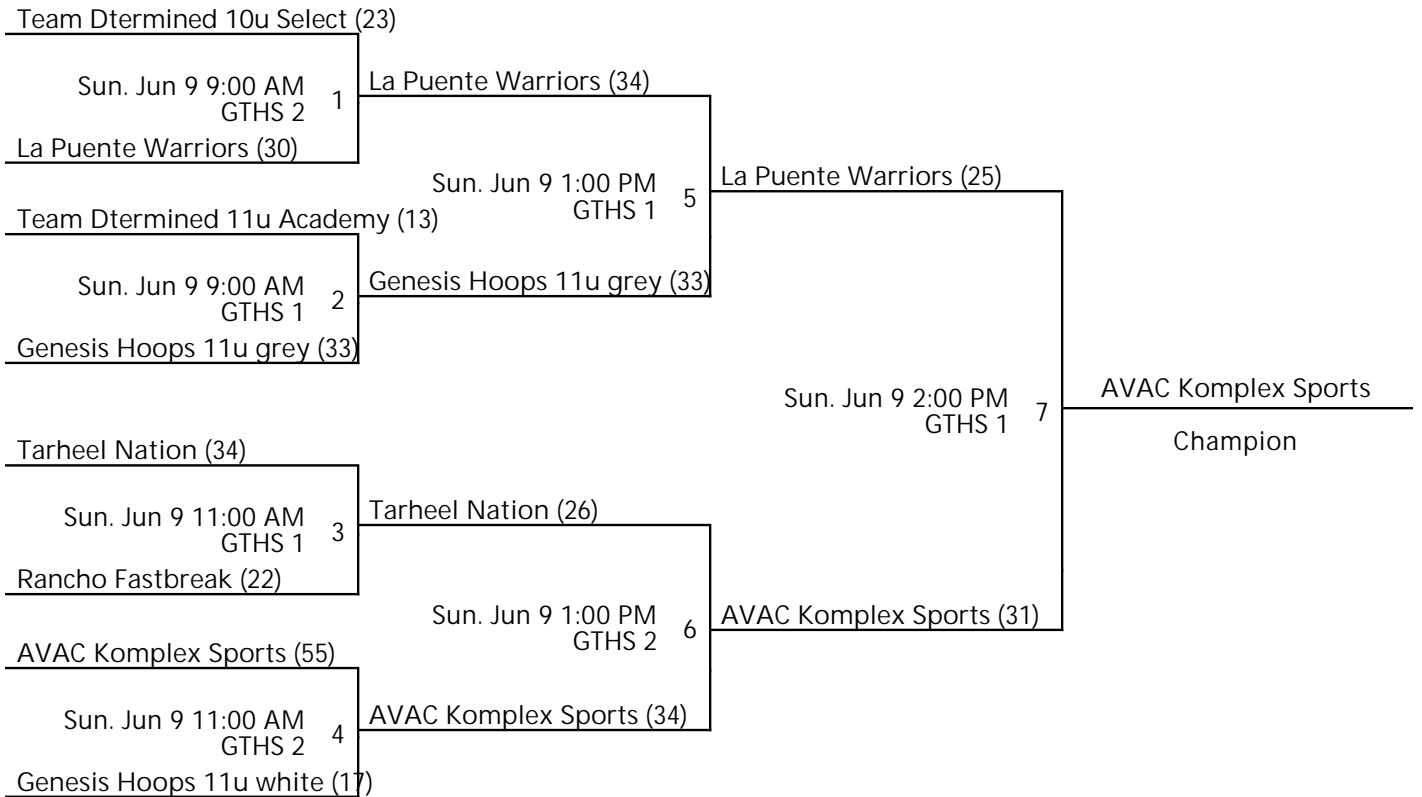 Team Dtermined 10u Select (23)
Sun. Jun 9 9:00 AM
GTHS 2
1
La Puente Warriors (30)
La Puente Warriors (34)
Team Dtermined 11u Academy (13)
Sun. Jun 9 9:00 AM
GTHS 1
2
Genesis Hoops 11u grey (33)
Genesis Hoops 11u grey (33)
Sun. Jun 9 1:00 PM
GTHS 1
5
La Puente Warriors (25)
Tarheel Nation (34)
Sun. Jun 9 11:00 AM
GTHS 1
3
Rancho Fastbreak (22)
Tarheel Nation (26)
AVAC Komplex Sports (55)
Sun. Jun 9 11:00 AM
GTHS 2
4
Genesis Hoops 11u white (17)
AVAC Komplex Sports (34)
Sun. Jun 9 1:00 PM
GTHS 2
6
AVAC Komplex Sports (31)
Sun. Jun 9 2:00 PM
GTHS 1
7
AVAC Komplex Sports
Champion